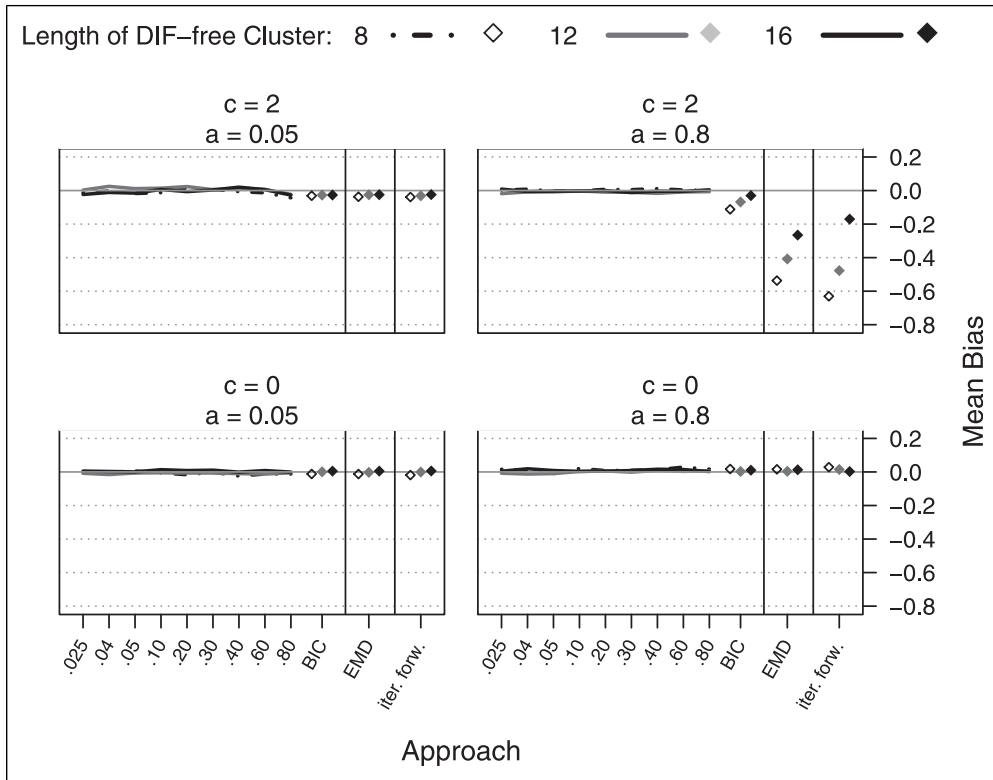 Length of DIF–free Cluster: 8 12 16
c = 2
a = 0.05
c = 2
a = 0.8
0.2
0.0
−0.2
−0.4
−0.6
−0.8
c = 0
a = 0.05
c = 0
a = 0.8
0.2
0.0
−0.2
−0.4
−0.6
−0.8
Mean Bias
.025 .04 .05 .10 .20 .30 .40 .60 .80 BIC EMD iter. forw.
.025 .04 .05 .10 .20 .30 .40 .60 .80 BIC EMD iter. forw.
Approach